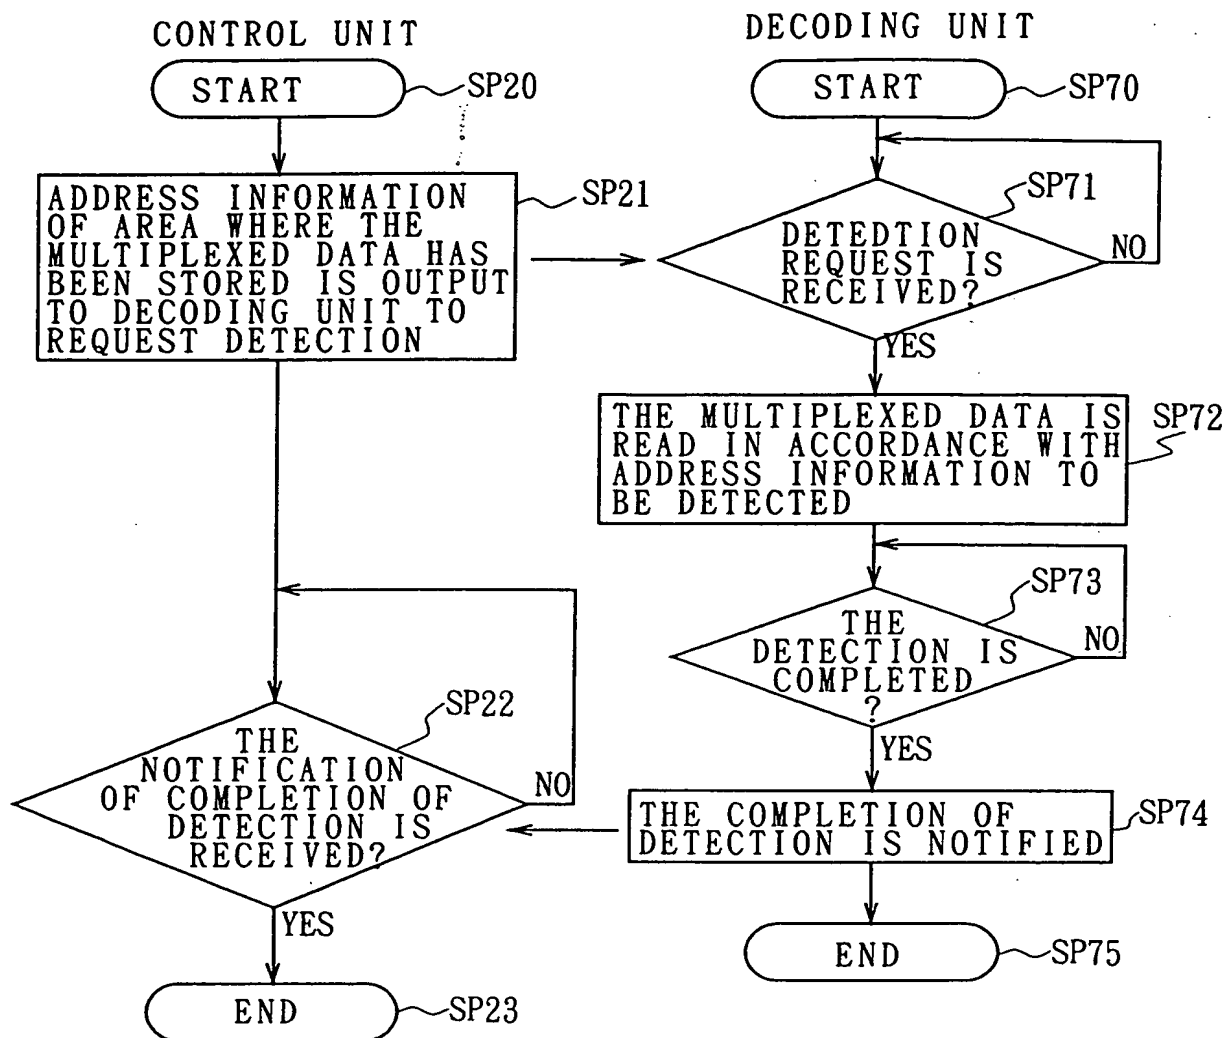 CONTROL UNIT
START
SP20
ADDRESS INFORMATION
OF AREA WHERE THE
MULTIPLEXED DATA HAS
BEEN STORED IS OUTPUT
TO DECODING UNIT TO
REQUEST DETECTION
SP21
THE
NOTIFICATION
OF COMPLETION OF
DETECTION IS
RECEIVED?
SP22
NO
YES
END
SP23
DECODING UNIT
START
SP70
DETEDTION
REQUEST IS
RECEIVED?
SP71
NO
YES
THE MULTIPLEXED DATA IS
READ IN ACCORDANCE WITH
ADDRESS INFORMATION TO
BE DETECTED
SP72
THE
DETECTION IS
COMPLETED
?
SP73
NO
YES
THE COMPLETION OF
DETECTION IS NOTIFIED
SP74
END
SP75